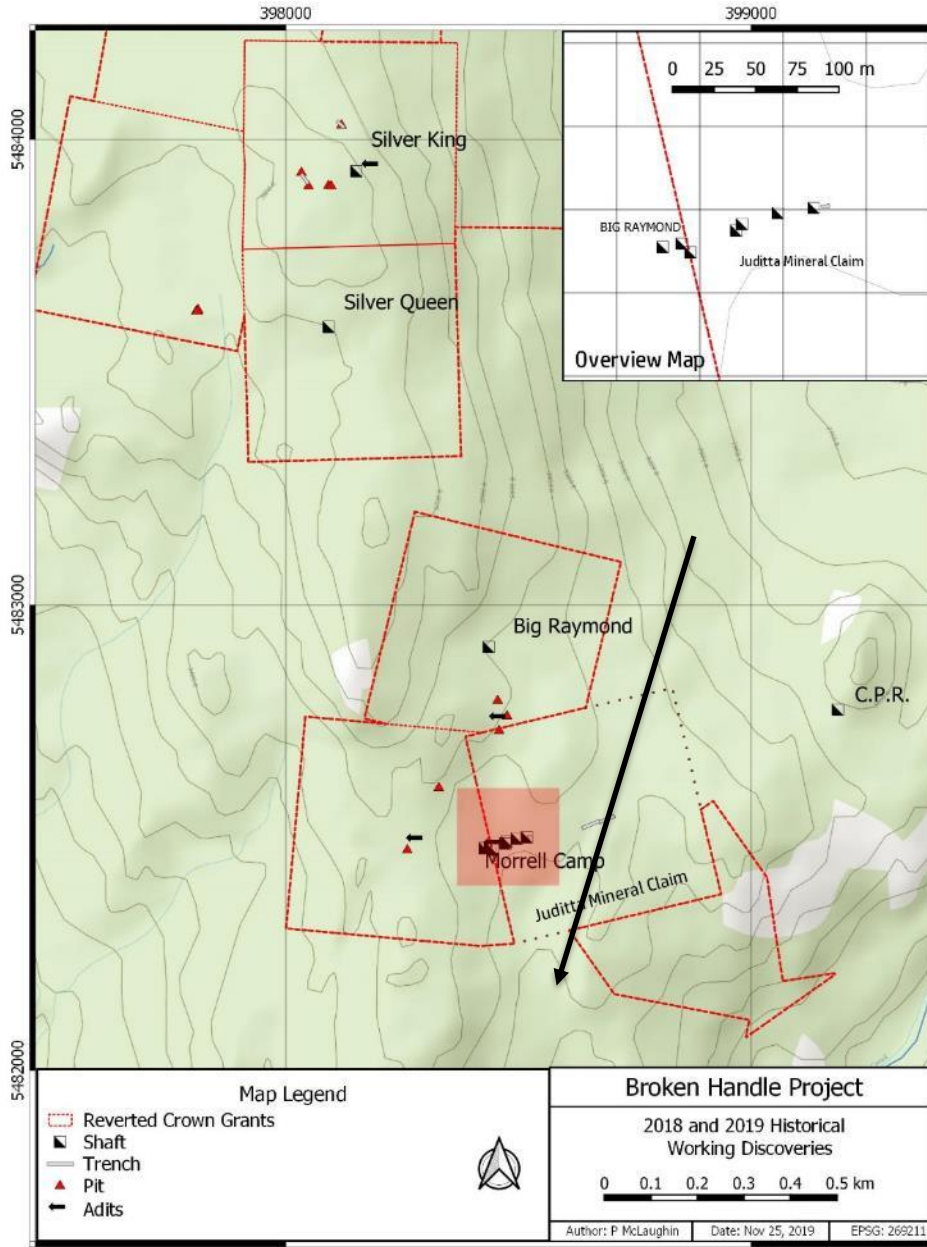 398000
399000
5484000
5483000
5482000
0 25 50 75 100 m
BIG RAYMOND
Juditta Mineral Claim
Overview Map
Silver King
Silver Queen
Big Raymond
C.P.R.
Morrell Camp
Juditta Mineral Claim
Map Legend
Reverted Crown Grants
Shaft
Trench
Pit
Adits
Broken Handle Project
2018 and 2019 Historical
Working Discoveries
0 0.1 0.2 0.3 0.4 0.5 km
Author: P McLaughin
Date: Nov 25, 2019
EPSG: 269211